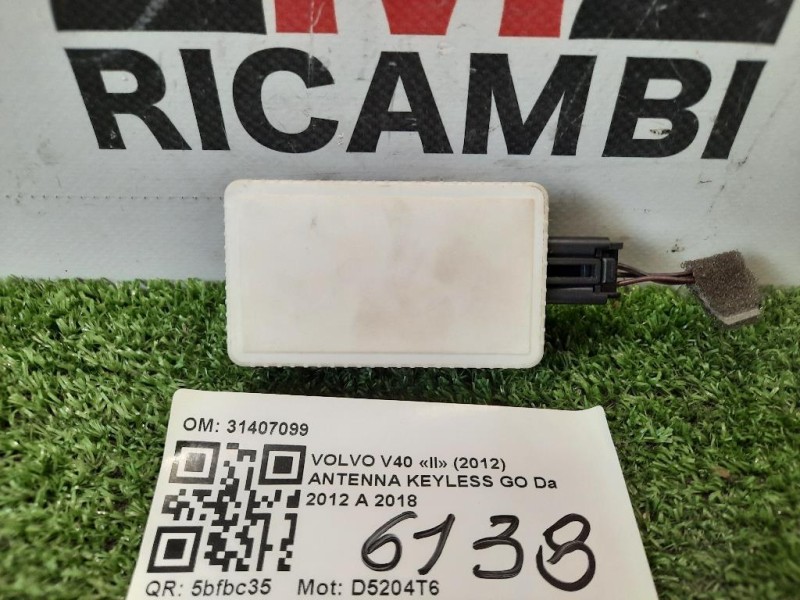 RICAMBI
OM: 31407099
VOLVO V40 «II» (2012)
ANTENNA KEYLESS GO Da
2012 A 2018
6138
QR: 5bfbc35 Mot: D5204T6